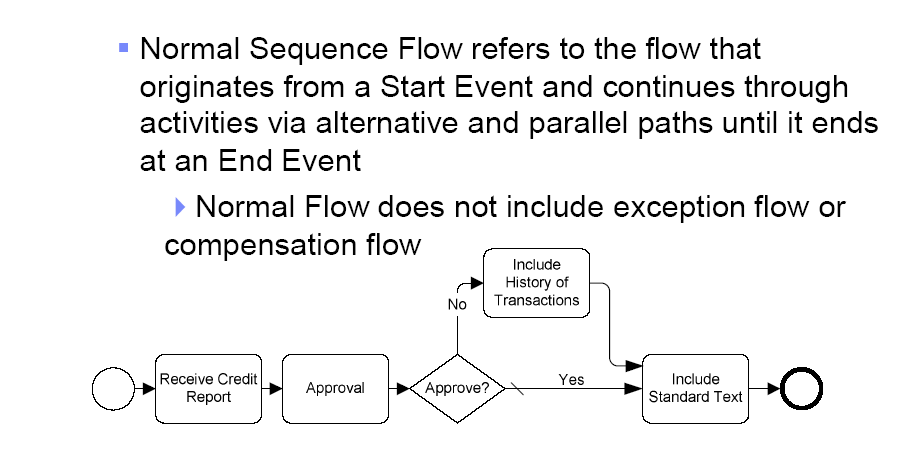 Normal Sequence Flow refers to the flow that
originates from a Start Event and continues through
activities via alternative and parallel paths until it ends
at an End Event
Normal Flow does not include exception flow or
compensation flow
Include
History of
Transactions
No
Receive Credit
Report
Approval
Approve?
Yes
Include
Standard Text